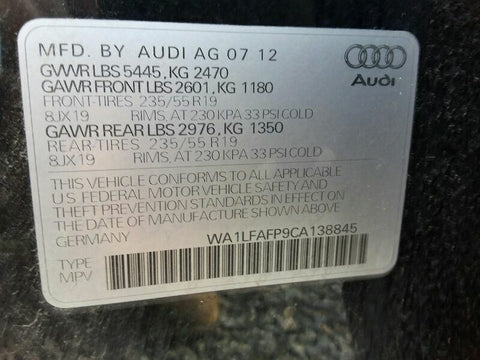 MFD. BY AUDI AG 07 12
GVWR LBS 5445, KG 2470
GAWR FRONT LBS 2601, KG 1180
FRONT-TIRES 235/55 R19
8JX19 RIMS, AT 230 KPA 33 PSI COLD
GAWR REAR LBS 2976, KG 1350
REAR-TIRES 235/55 R19
8JX19 RIMS, AT 230 KPA 33 PSI COLD
THIS VEHICLE CONFORMS TO ALL APPLICABLE
U.S. FEDERAL MOTOR VEHICLE SAFETY AND
THEFT PREVENTION STANDARDS IN EFFECT ON
THE DATE OF MANUFACTURE SHOWN ABOVE.
GERMANY WA1LFAFP9CA138845
TYPE
MPV
Audi